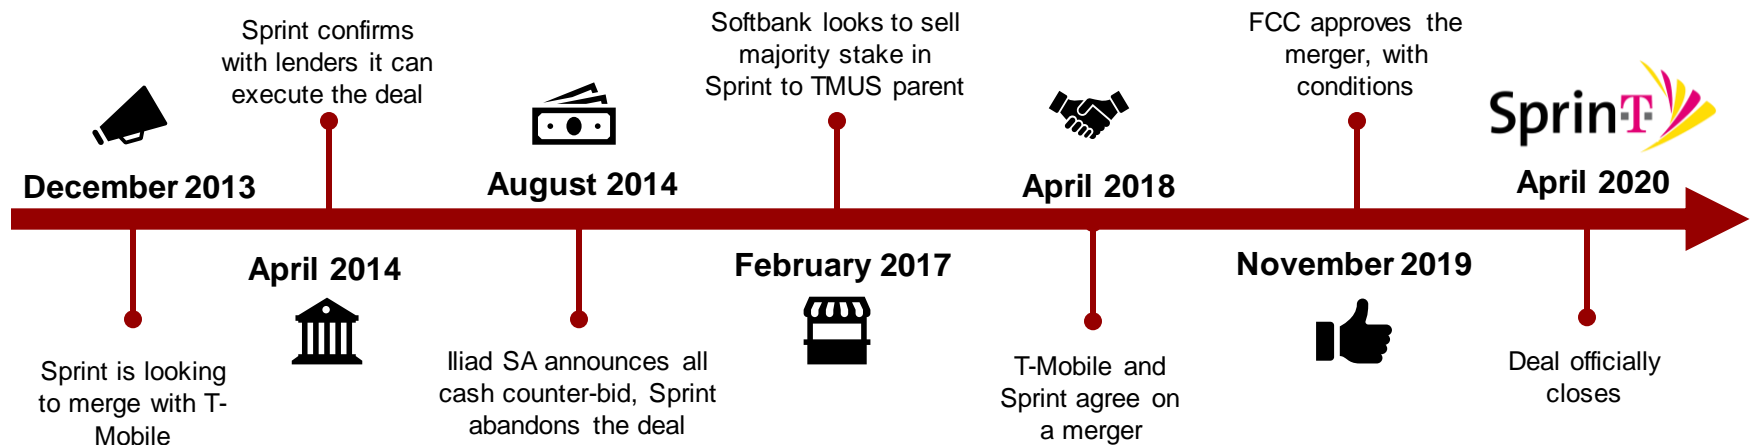 Sprint confirms
with lenders it can
execute the deal
Softbank looks to sell
majority stake in
Sprint to TMUS parent
FCC approves the
merger, with
conditions
SprinT
December 2013
August 2014
April 2018
April 2020
April 2014
February 2017
November 2019
Sprint is looking
to merge with T-
Mobile
Iliad SA announces all
cash counter-bid, Sprint
abandons the deal
T-Mobile and
Sprint agree on
a merger
Deal officially
closes